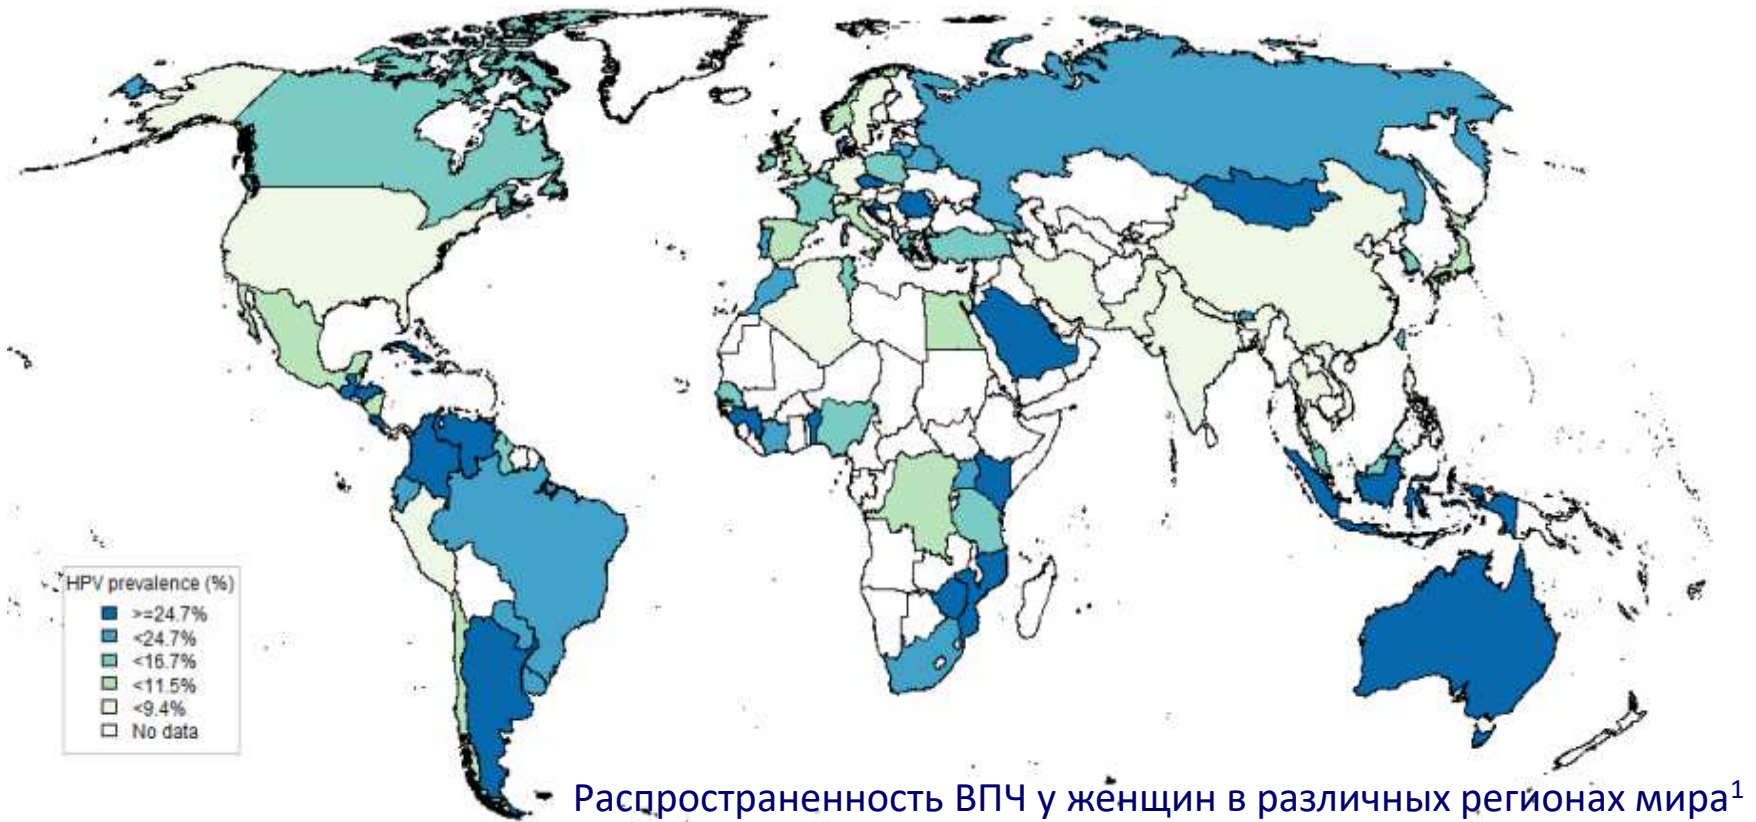 HPV prevalence (%)
>=24.7%
<24.7%
<16.7%
<11.5%
<9.4%
No data
Распространенность ВПЧ у женщин в различных регионах мира¹